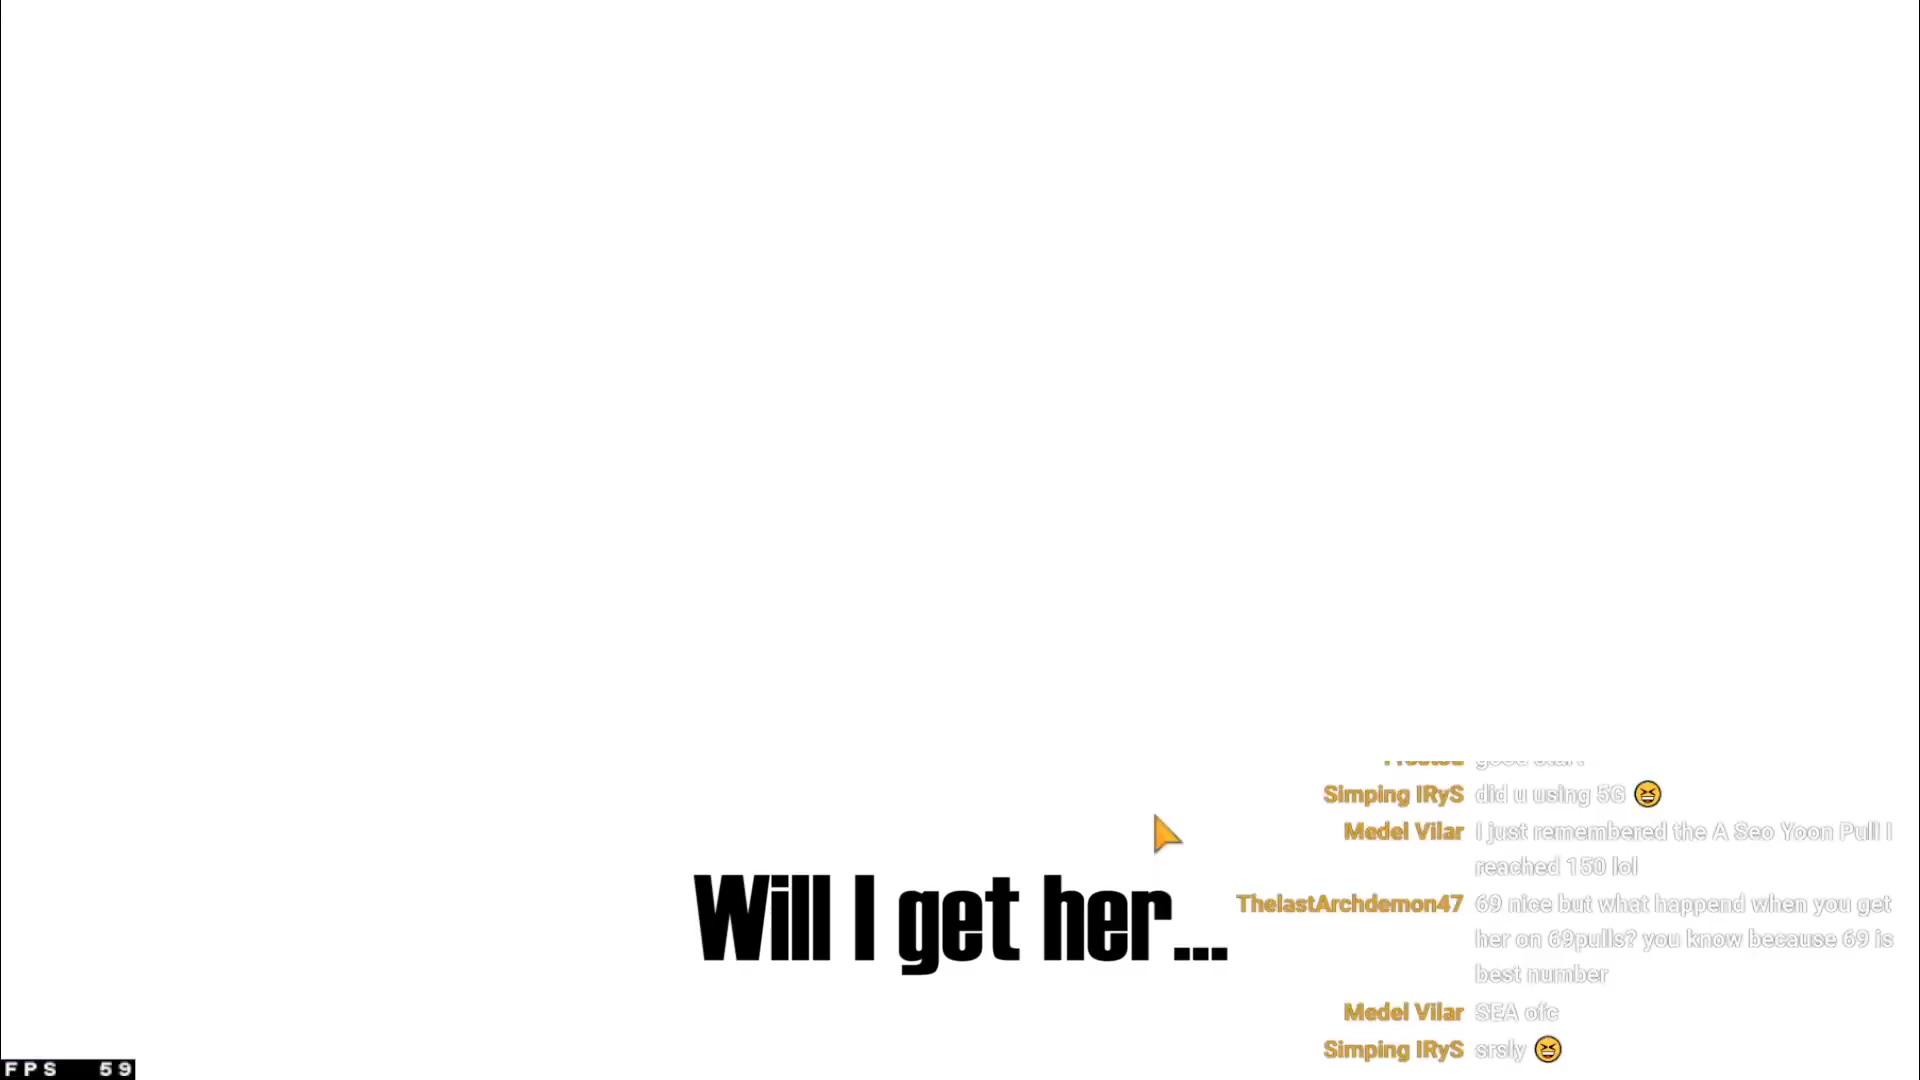 Simping IRyS did u using 5G 😆
Medel Vilar I just remembered the A Seo Yoon Pull I
reached 150 lol
ThelastArchdemon47 69 nice but what happend when you get
her on 69pulls? you know because 69 is
best number
Medel Vilar SEA ofc
Simping IRyS srsly 😆
Will I get her...
FPS 59